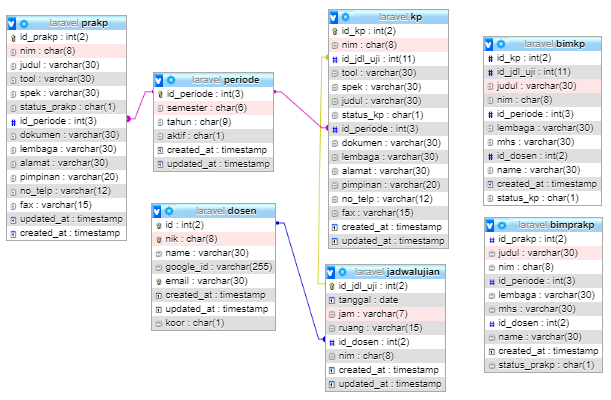 laravel prakp
id_prakp : int(2)
nim : char(8)
judul : varchar(30)
tool : varchar(30)
spek : varchar(30)
status_prakp : char(1)
# id_periode : int(3)
dokumen : varchar(30)
lembaga : varchar(30)
alamat : varchar(30)
pimpinan : varchar(20)
no_telp : varchar(12)
fax : varchar(15)
updated_at : timestamp
created_at : timestamp
laravel periode
id_periode : int(3)
semester : char(6)
tahun : char(9)
aktif : char(1)
created_at : timestamp
updated_at : timestamp
laravel dosen
id : int(2)
nik : char(8)
name : varchar(30)
google_id : varchar(255)
email : varchar(30)
created_at : timestamp
updated_at : timestamp
koor : char(1)
laravel kp
id_kp : int(2)
nim : char(8)
# id_jdl_uji : int(11)
tool : varchar(30)
spek : varchar(30)
judul : varchar(30)
status_kp : char(1)
# id_periode : int(3)
dokumen : varchar(30)
lembaga : varchar(30)
alamat : varchar(30)
pimpinan : varchar(20)
no_telp : varchar(12)
fax : varchar(15)
created_at : timestamp
updated_at : timestamp
laravel jadwalujian
id_jdl_uji : int(2)
tanggal : date
jam : varchar(7)
ruang : varchar(15)
# id_dosen : int(2)
nim : char(8)
created_at : timestamp
updated_at : timestamp
laravel bimkp
# id_kp : int(2)
# id_jdl_uji : int(11)
judul : varchar(30)
nim : char(8)
# id_periode : int(3)
lembaga : varchar(30)
mhs : varchar(30)
# id_dosen : int(2)
name : varchar(30)
created_at : timestamp
status_kp : char(1)
laravel bimprakp
# id_prakp : int(2)
judul : varchar(30)
nim : char(8)
# id_periode : int(3)
lembaga : varchar(30)
mhs : varchar(30)
# id_dosen : int(2)
name : varchar(30)
created_at : timestamp
status_prakp : char(1)